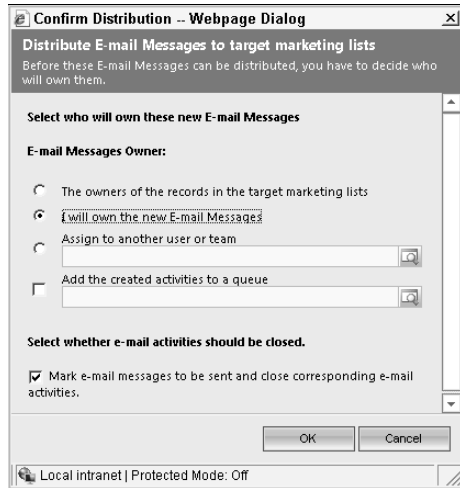 Confirm Distribution -- Webpage Dialog
Distribute E-mail Messages to target marketing lists
Before these E-mail Messages can be distributed, you have to decide who
will own them.
Select who will own these new E-mail Messages
E-mail Messages Owner:
The owners of the records in the target marketing lists
I will own the new E-mail Messages
Assign to another user or team
Add the created activities to a queue
Select whether e-mail activities should be closed.
Mark e-mail messages to be sent and close corresponding e-mail
activities.
OK Cancel
Local intranet | Protected Mode: Off